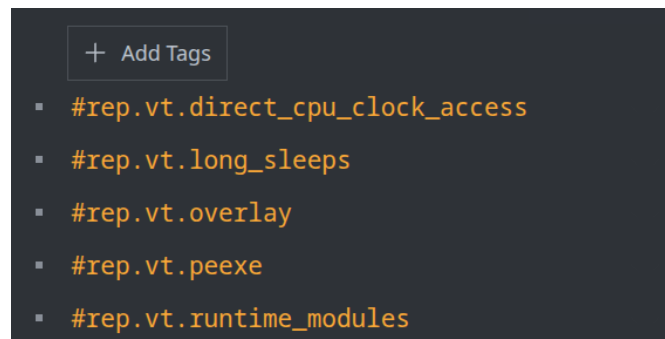 + Add Tags
#rep.vt.direct_cpu_clock_access
#rep.vt.long_sleeps
#rep.vt.overlay
#rep.vt.peexe
#rep.vt.runtime_modules